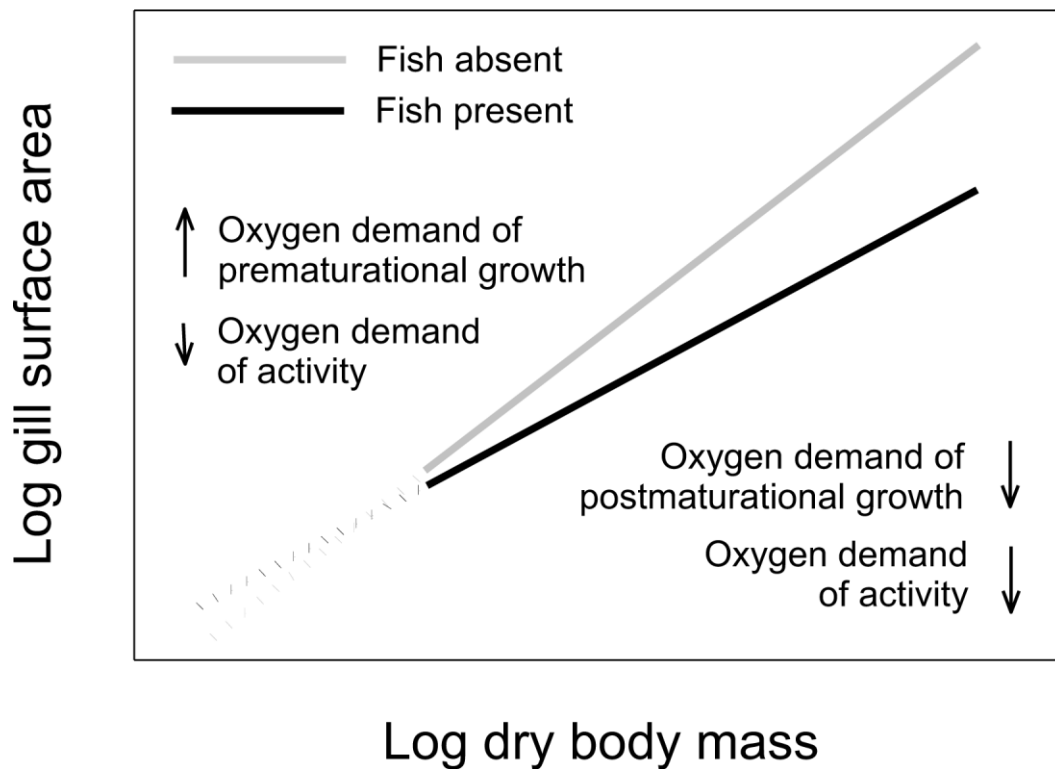 Fish absent
Fish present
Log gill surface area
Oxygen demand of
prematurational growth
Oxygen demand
of activity
Oxygen demand of
postmaturational growth
Oxygen demand
of activity
Log dry body mass